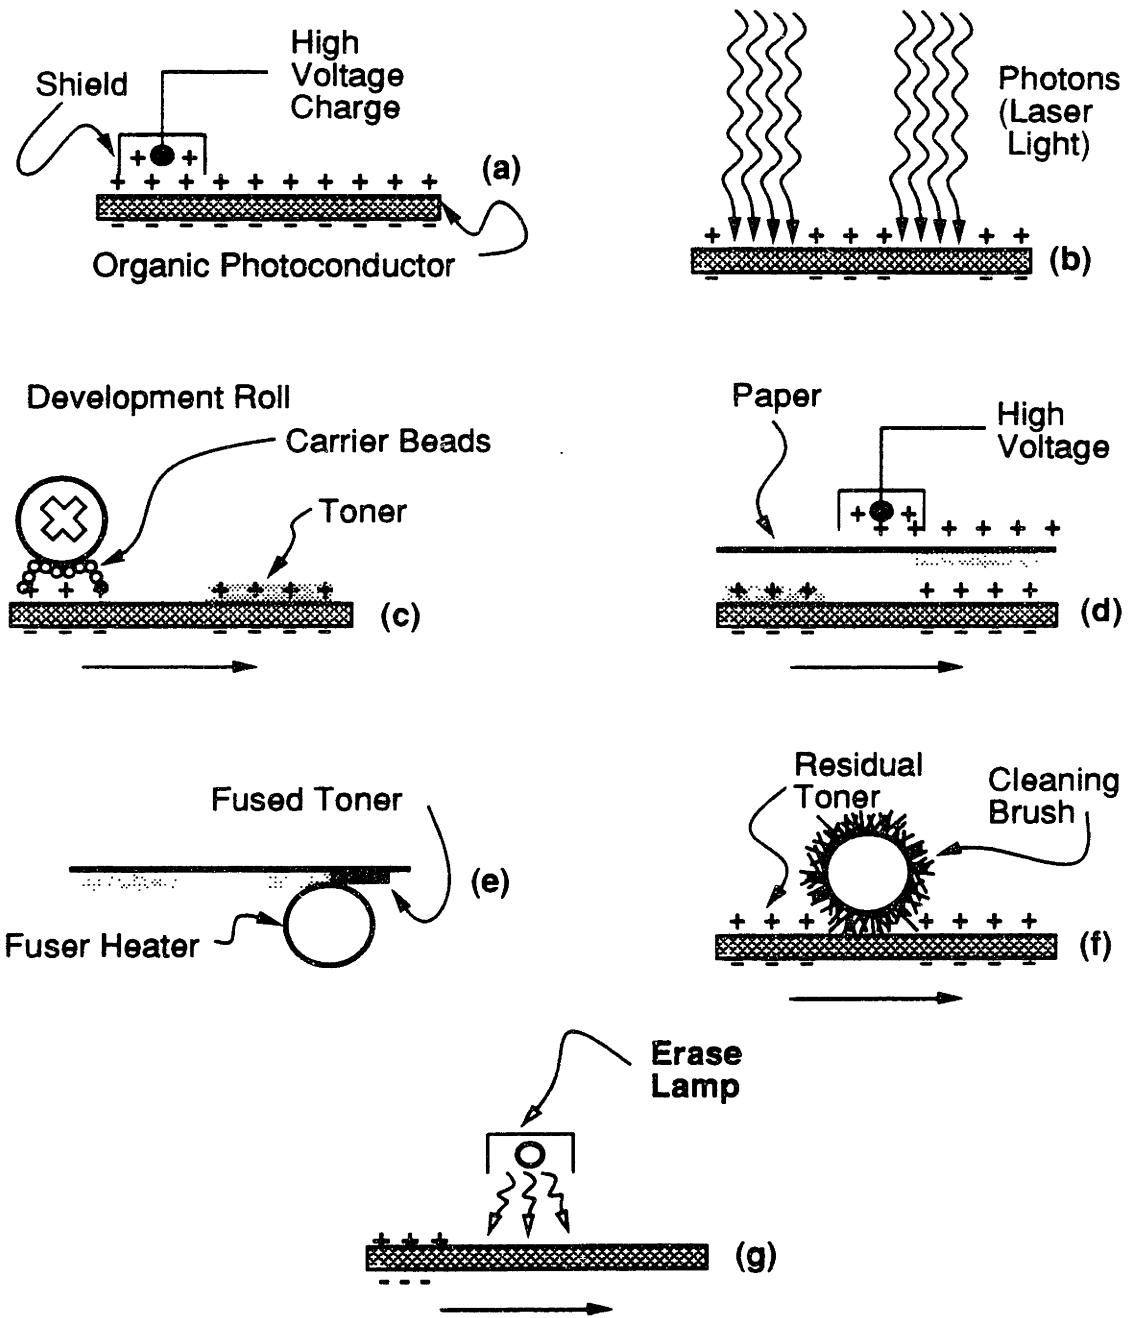 High
Voltage
Charge
Shield
(a)
Organic Photoconductor
Photons
(Laser
Light)
(b)
Development Roll
Carrier Beads
Toner
(c)
Paper
High
Voltage
(d)
Fused Toner
(e)
Fuser Heater
Residual
Toner
Cleaning
Brush
(f)
Erase
Lamp
(g)